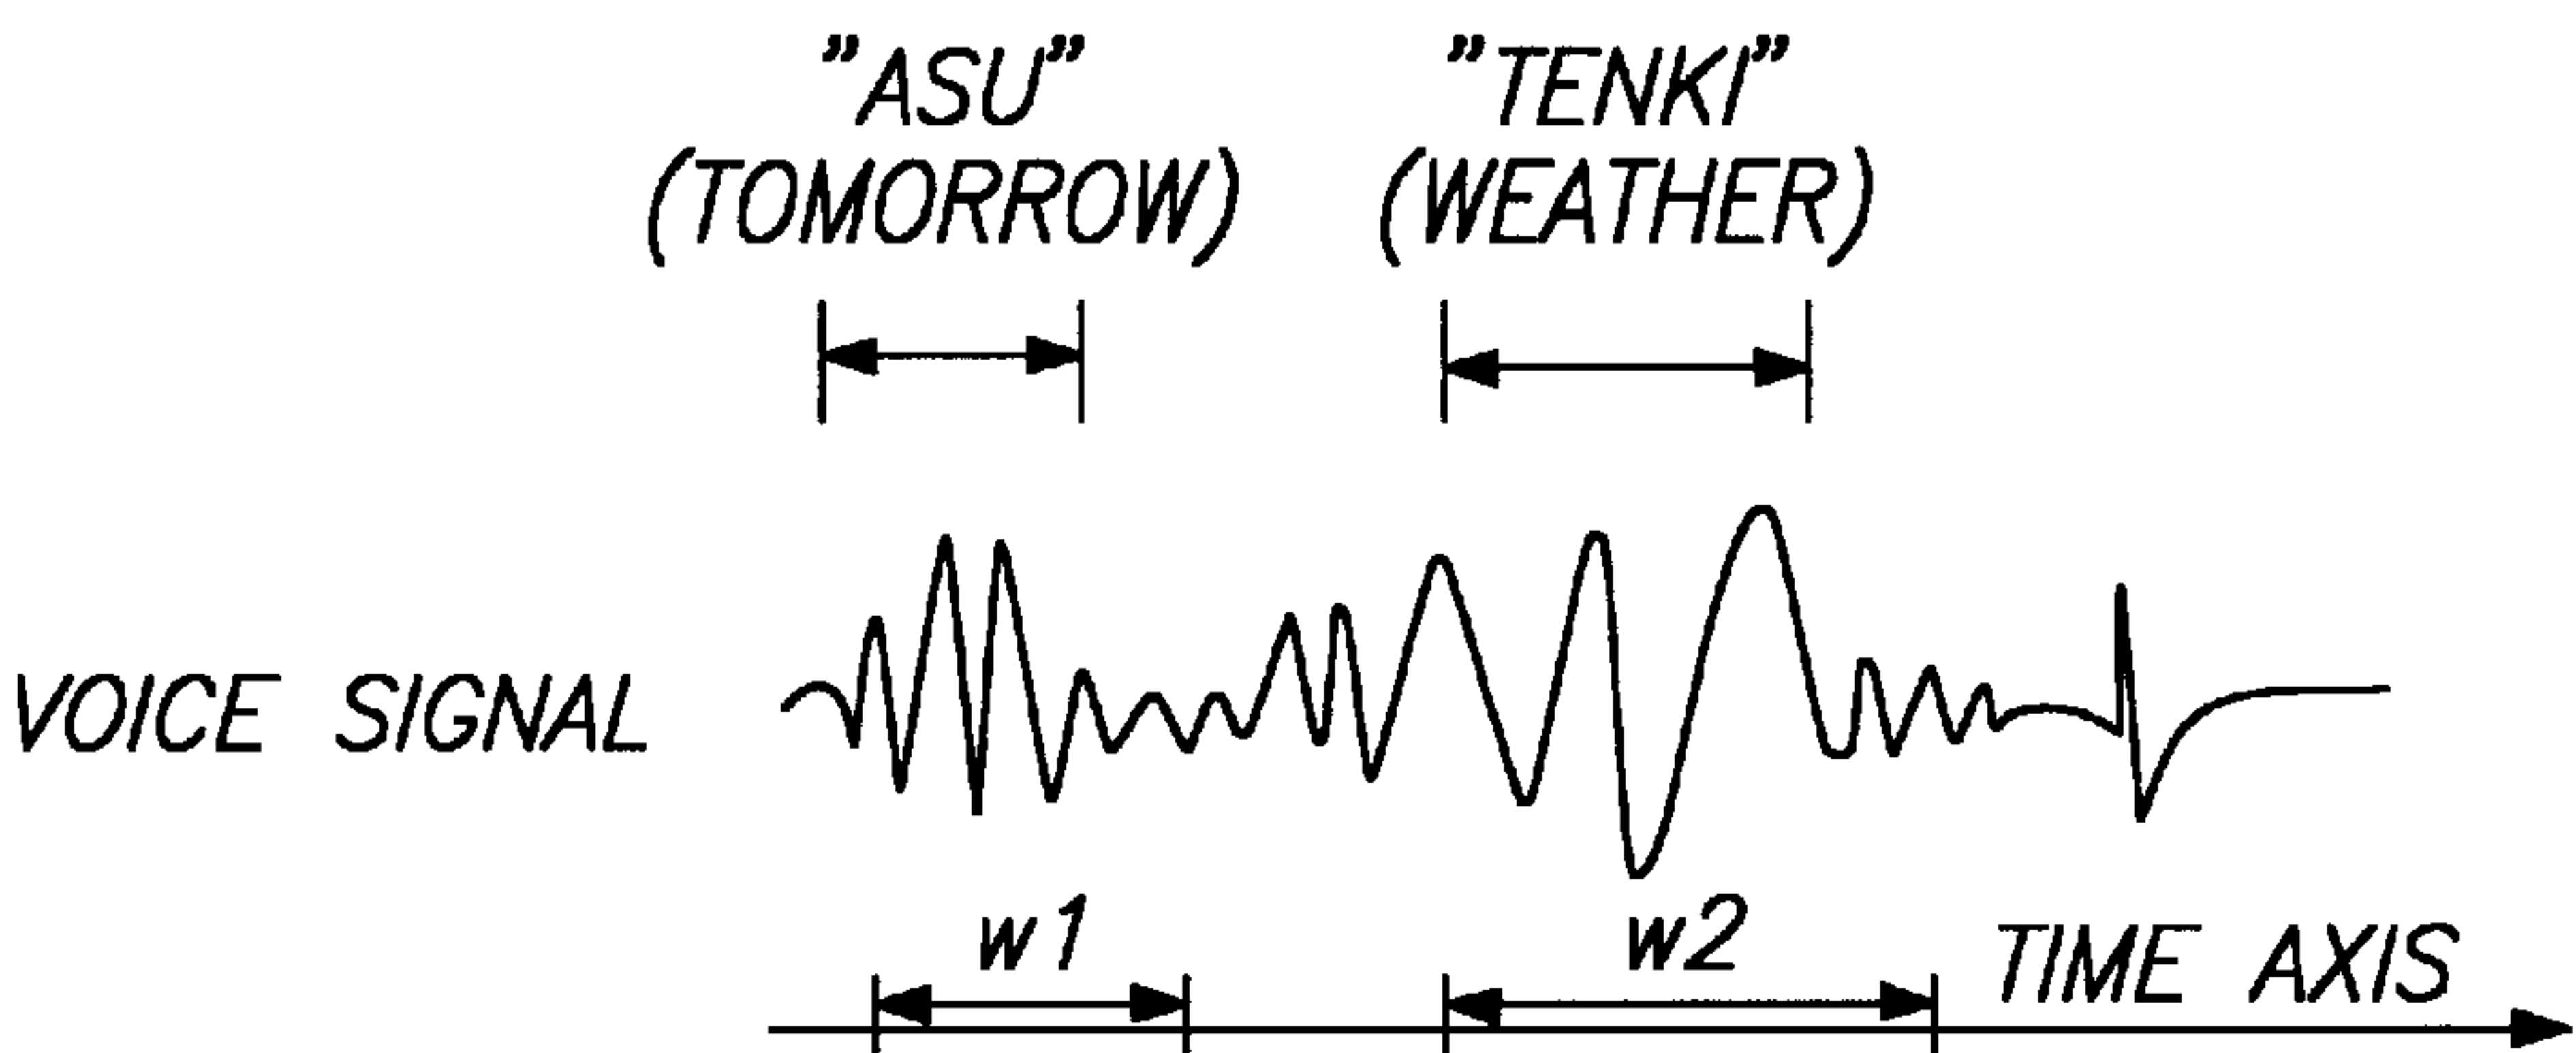 "ASU" "TENKI"
(TOMORROW) (WEATHER)
VOICE SIGNAL
w1 w2 TIME AXIS